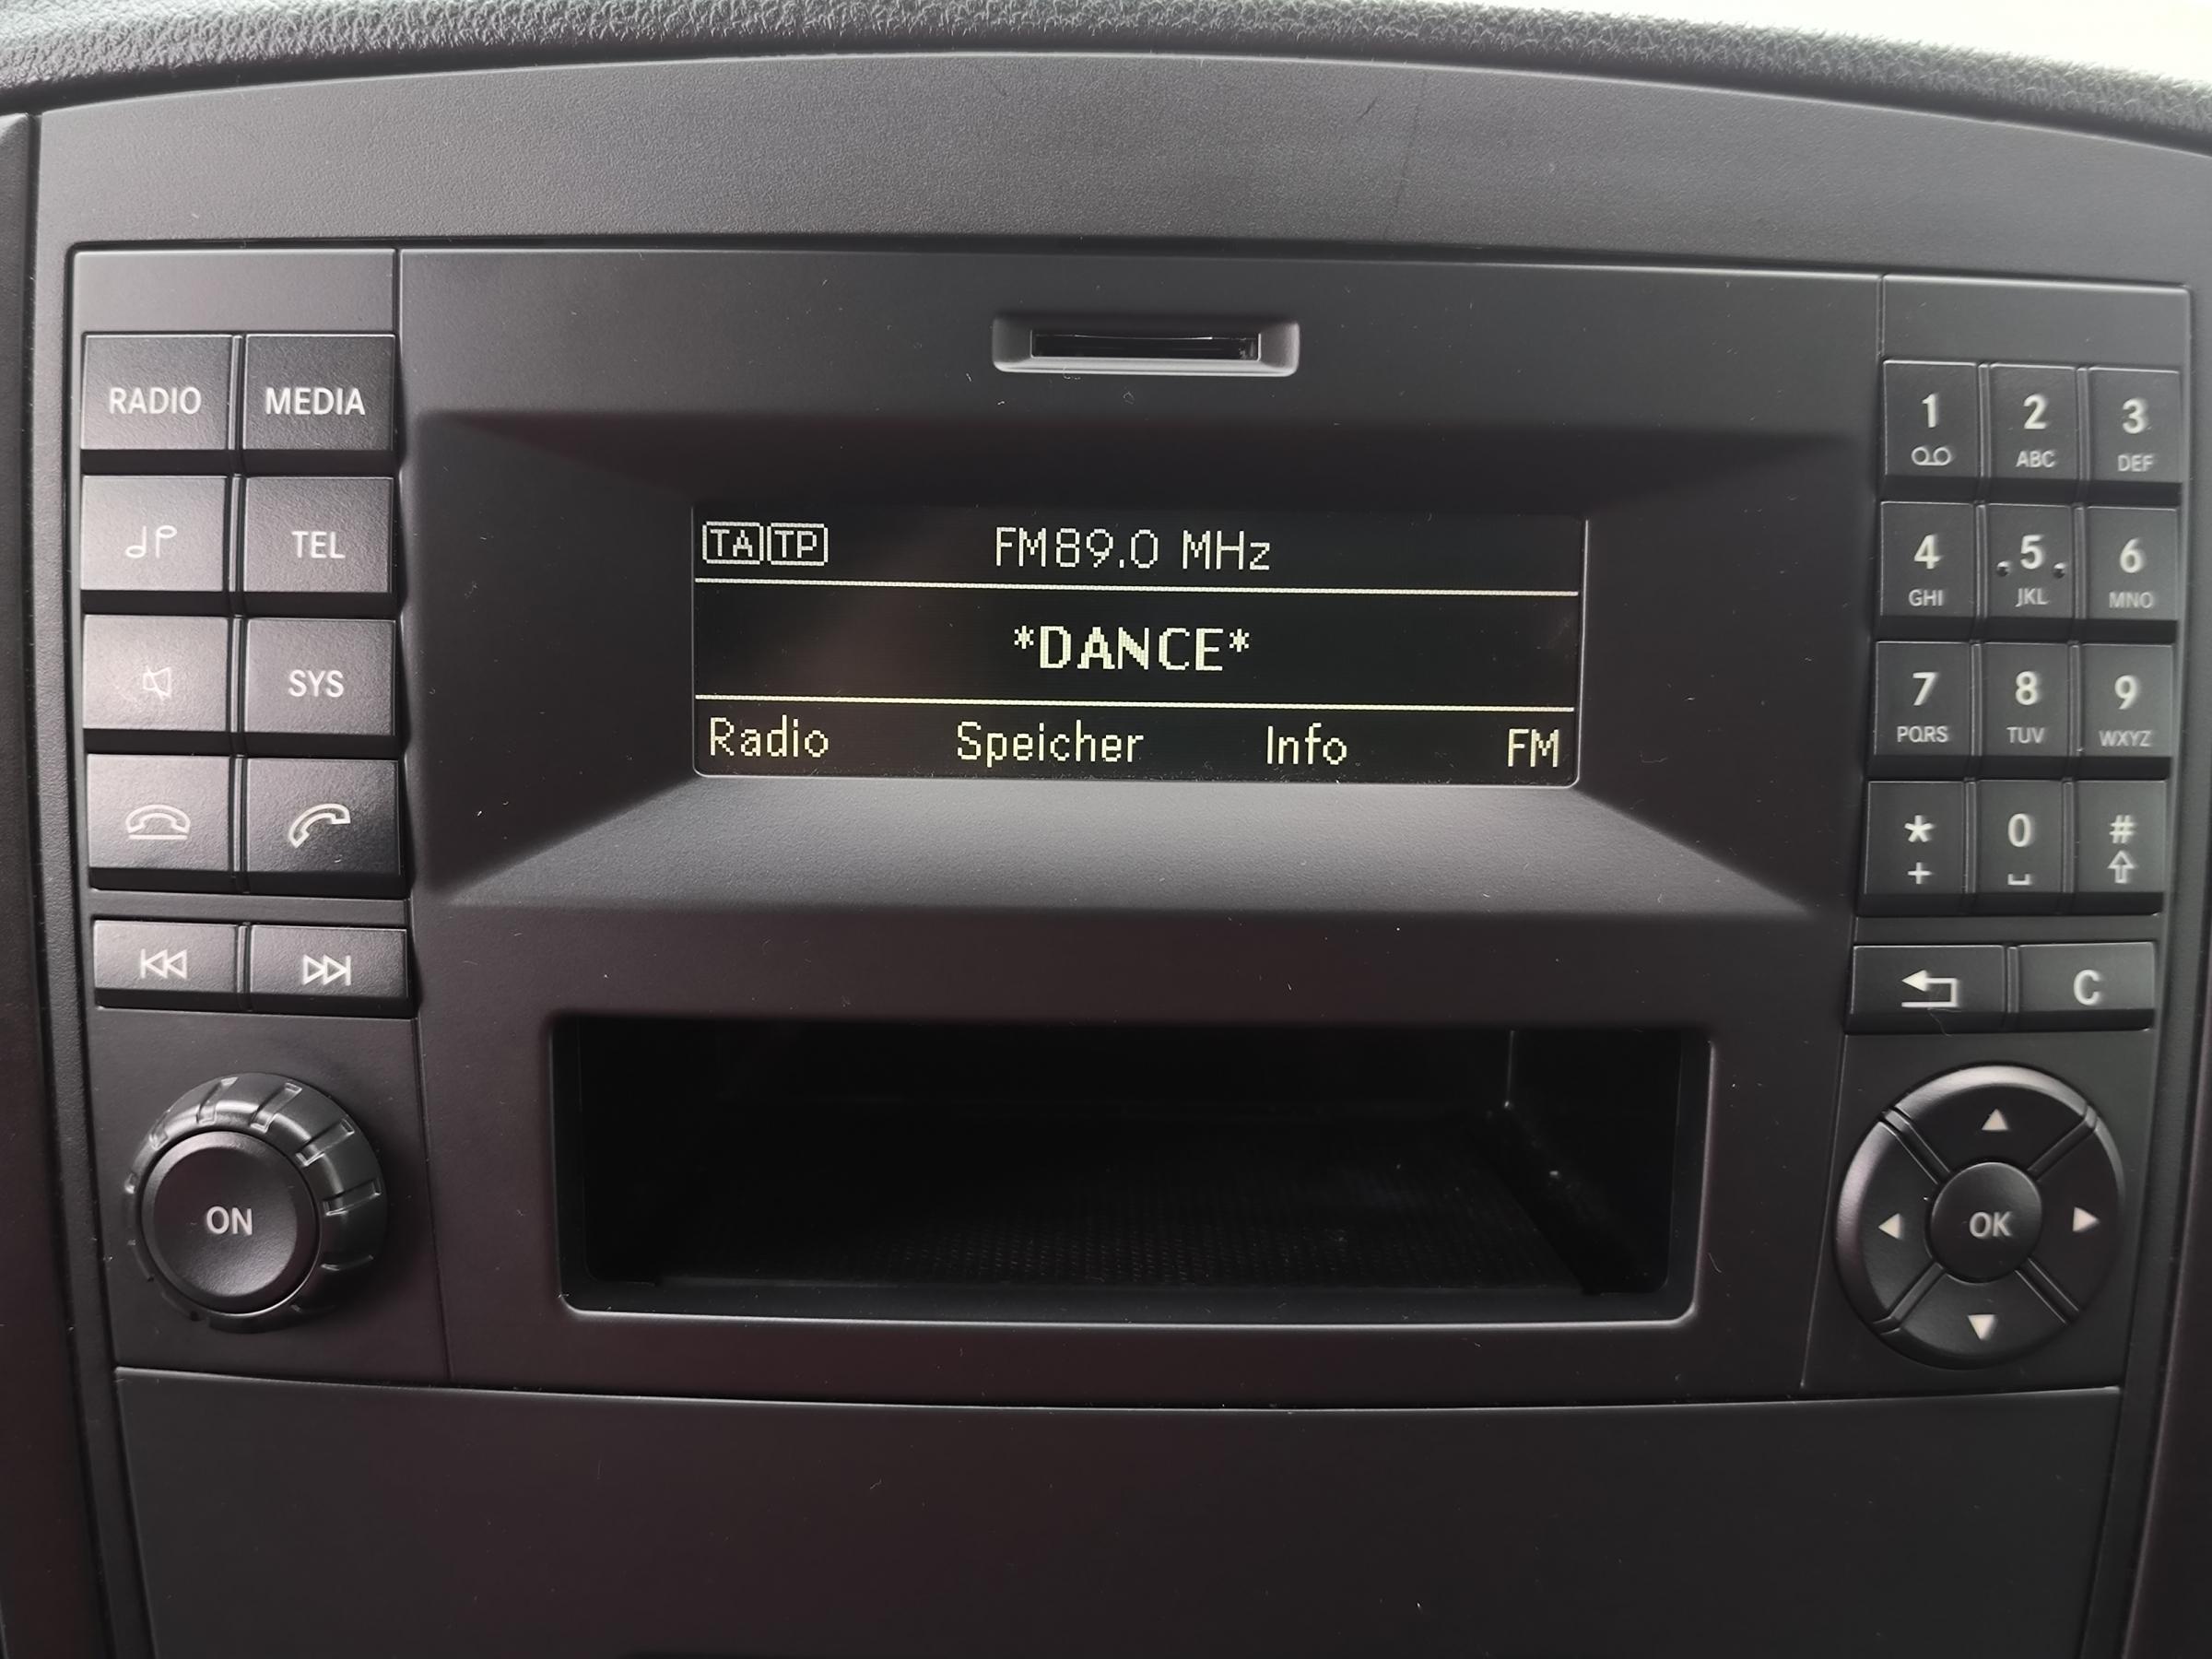 RADIO MEDIA
TEL
SYS
ON
TA TP FM89.0 MHz
*DANCE*
Radio Speicher Info FM
1 2 3
ABC DEF
4 5 6
GHI JKL MNO
7 8 9
PQRS TUV WXYZ
* 0 #
+
C
OK